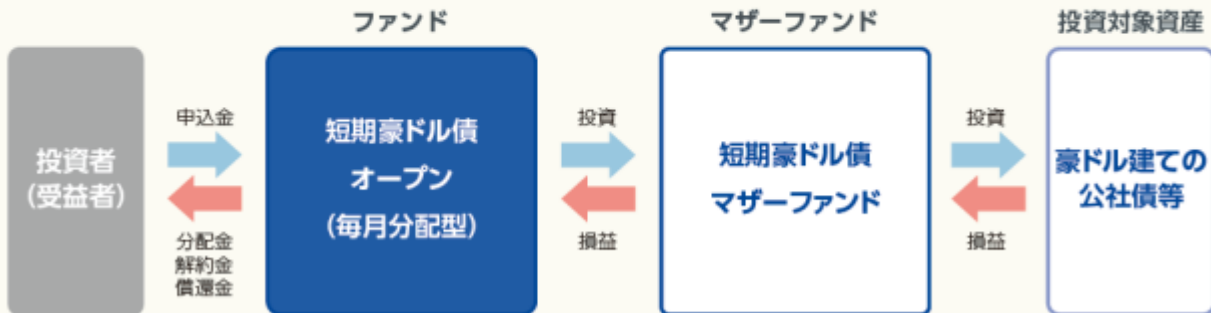 ファンド
マザーファンド
投資対象資産
投資者
(受益者)
申込金
分配金
解約金
償還金
短期豪ドル債
オープン
(毎月分配型)
投資
損益
短期豪ドル債
マザーファンド
投資
損益
豪ドル建ての
公社債等